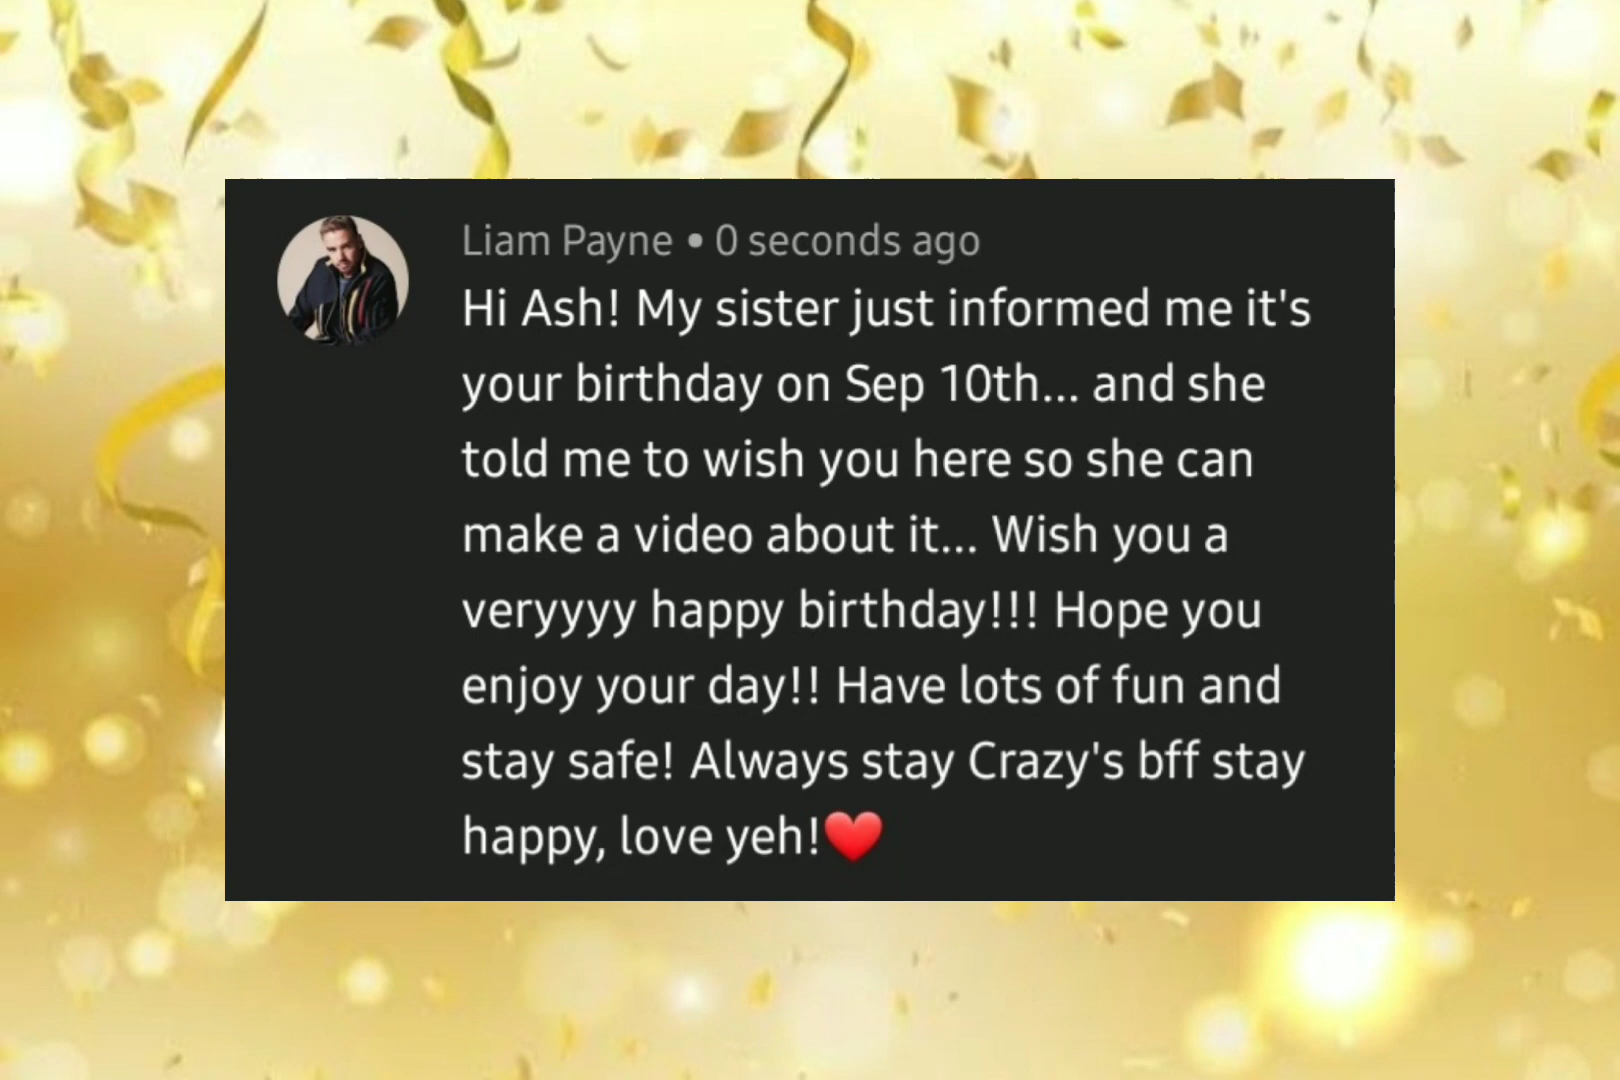 Liam Payne • 0 seconds ago
Hi Ash! My sister just informed me it's
your birthday on Sep 10th... and she
told me to wish you here so she can
make a video about it... Wish you a
veryyyy happy birthday!!! Hope you
enjoy your day!! Have lots of fun and
stay safe! Always stay Crazy's bff stay
happy, love yeh!❤️